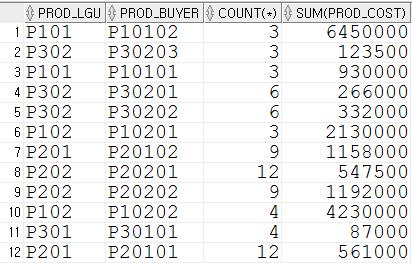 PROD_LGU PROD_BUYER COUNT(*) SUM(PROD_COST)
1 P101 P10102 3 6450000
2 P302 P30203 3 123500
3 P101 P10101 3 930000
4 P302 P30201 6 266000
5 P302 P30202 6 332000
6 P102 P10201 3 2130000
7 P201 P20102 9 1158000
8 P202 P20201 12 547500
9 P202 P20202 9 1192000
10 P102 P10202 4 4230000
11 P301 P30101 4 87000
12 P201 P20101 12 561000